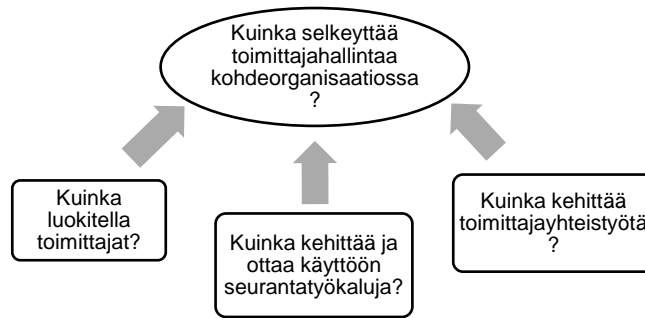 Kuinka selkeyttää
toimittajahallintaa
kohdeorganisaatiossa
?
Kuinka
luokitella
toimittajat?
Kuinka kehittää ja
ottaa käyttöön
seurantatyökaluja?
Kuinka kehittää
toimittajayhteistyötä
?